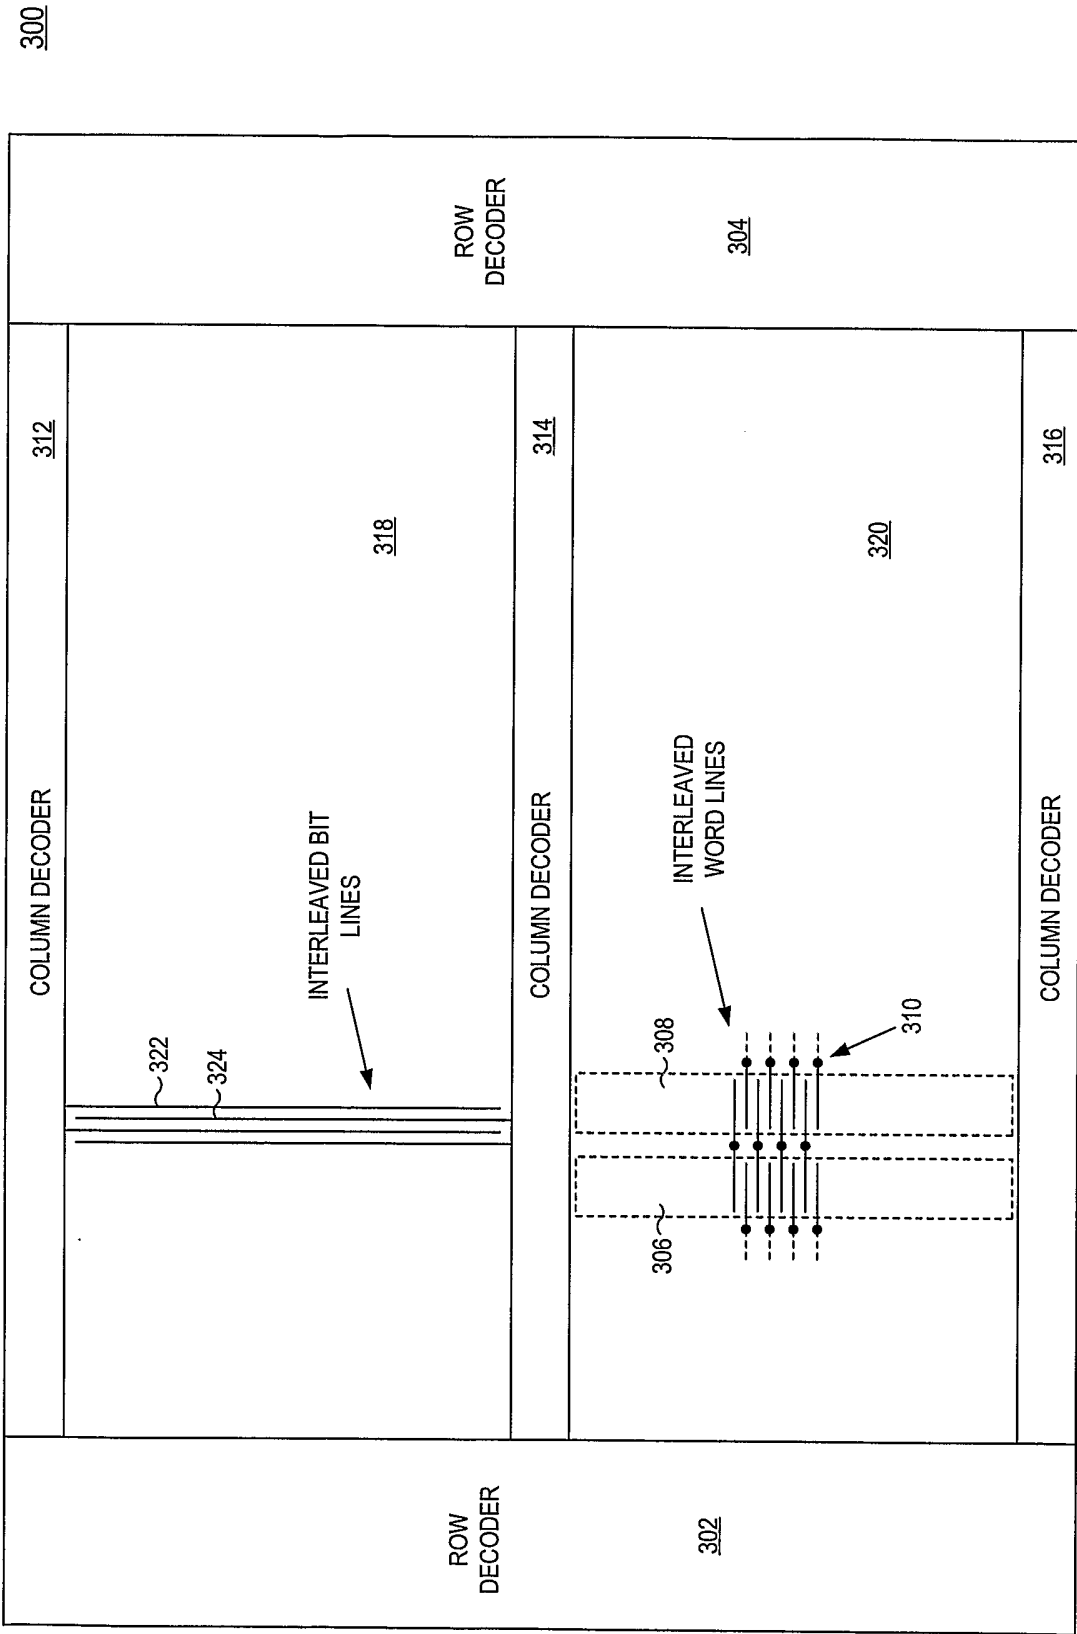 300
COLUMN DECODER
312
ROW
DECODER
302
ROW
DECODER
304
322
324
INTERLEAVED BIT
LINES
318
COLUMN DECODER
314
306
308
310
INTERLEAVED
WORD LINES
320
COLUMN DECODER
316